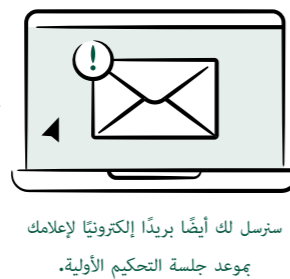 سنرسل لك أيضًا بريدًا إلكترونيًا لإعلامك
بموعد جلسة التحكيم الأولية.